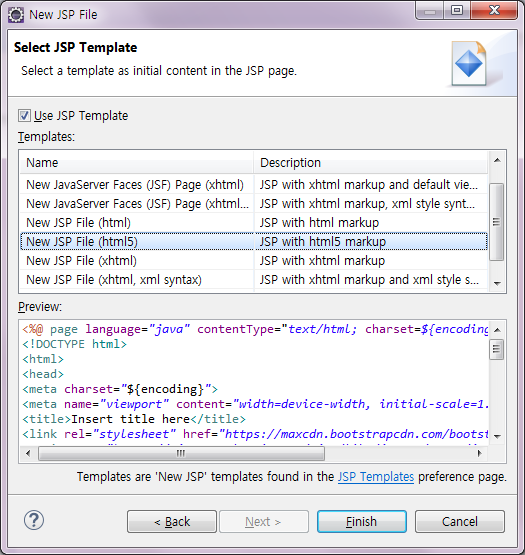 New JSP File
Select JSP Template
Select a template as initial content in the JSP page.
Use JSP Template
Templates:
Name Description
New JavaServer Faces (JSF) Page (xhtml) JSP with xhtml markup and default vie...
New JavaServer Faces (JSF) Page (xhtml... JSP with xhtml markup, xml style synt...
New JSP File (html) JSP with html markup
New JSP File (html5) JSP with html5 markup
New JSP File (xhtml) JSP with xhtml markup
New JSP File (xhtml, xml syntax) JSP with xhtml markup and xml style s...
Preview:
<%@ page language="java" contentType="text/html; charset=${encoding
<!DOCTYPE html>
<html>
<head>
<meta charset="${encoding}">
<meta name="viewport" content="width=device-width, initial-scale=1.
<title>Insert title here</title>
<link rel="stylesheet" href="https://maxcdn.bootstrapcdn.com/bootst
Templates are 'New JSP' templates found in the JSP Templates preference page.
< Back Next > Finish Cancel